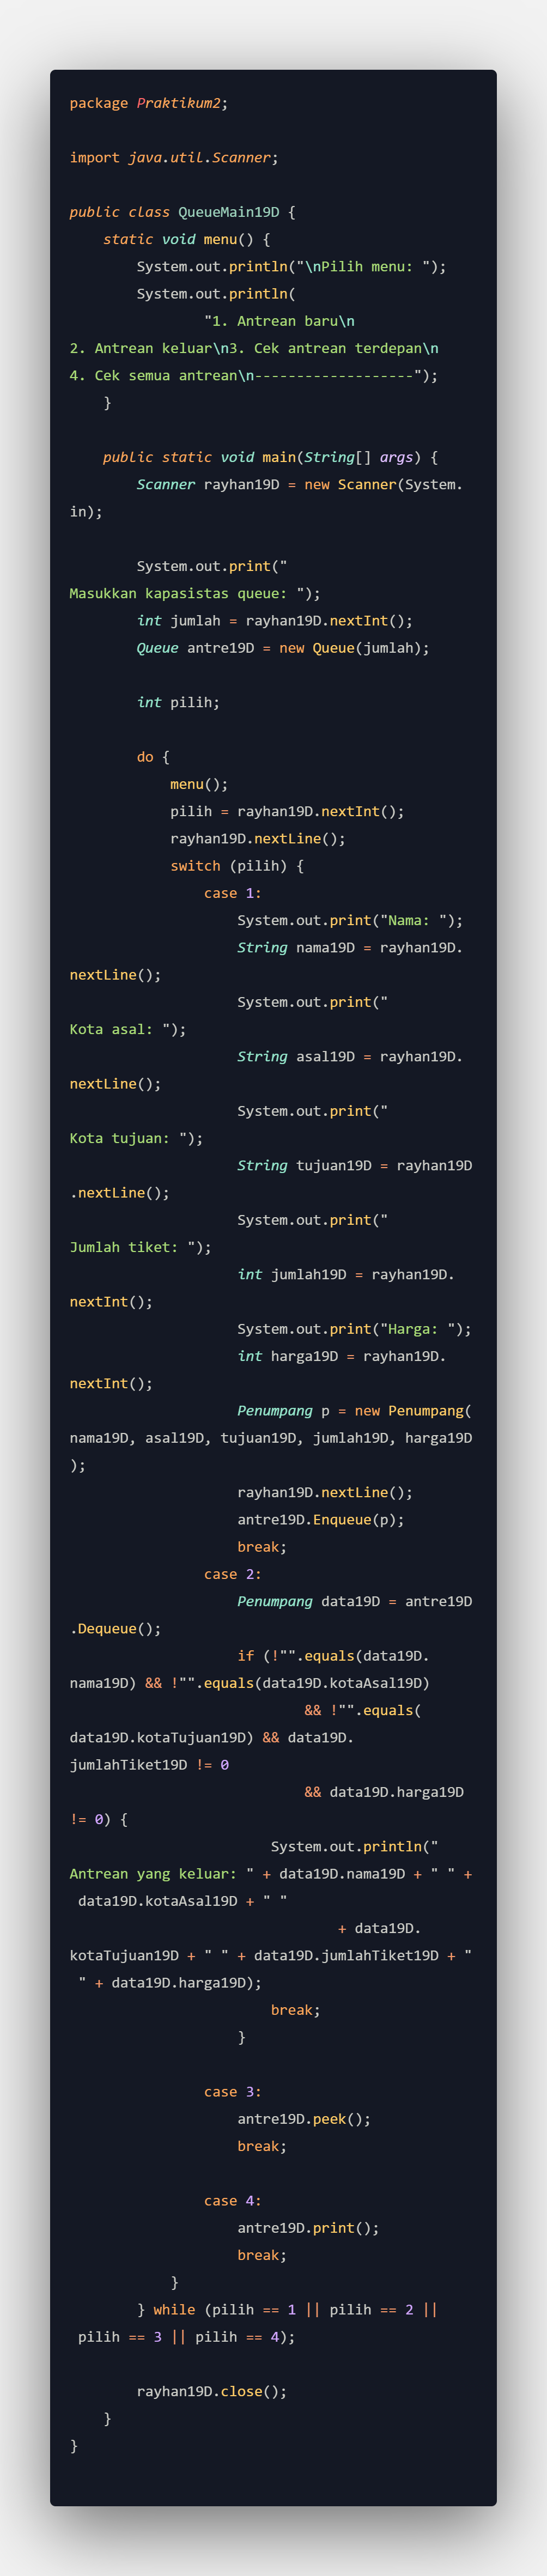 package Praktikum2;

import java.util.Scanner;

public class QueueMain19D {
    static void menu() {
        System.out.println("\nPilih menu: ");
        System.out.println(
                "1. Antrean baru\n
2. Antrean keluar\n3. Cek antrean terdepan\n
4. Cek semua antrean\n-------------------");
    }

    public static void main(String[] args) {
        Scanner rayhan19D = new Scanner(System.
in);

        System.out.print("
Masukkan kapasistas queue: ");
        int jumlah = rayhan19D.nextInt();
        Queue antre19D = new Queue(jumlah);

        int pilih;

        do {
            menu();
            pilih = rayhan19D.nextInt();
            rayhan19D.nextLine();
            switch (pilih) {
                case 1:
                    System.out.print("Nama: ");
                    String nama19D = rayhan19D.
nextLine();
                    System.out.print("
Kota asal: ");
                    String asal19D = rayhan19D.
nextLine();
                    System.out.print("
Kota tujuan: ");
                    String tujuan19D = rayhan19D
.nextLine();
                    System.out.print("
Jumlah tiket: ");
                    int jumlah19D = rayhan19D.
nextInt();
                    System.out.print("Harga: ");
                    int harga19D = rayhan19D.
nextInt();
                    Penumpang p = new Penumpang(
nama19D, asal19D, tujuan19D, jumlah19D, harga19D
);
                    rayhan19D.nextLine();
                    antre19D.Enqueue(p);
                    break;
                case 2:
                    Penumpang data19D = antre19D
.Dequeue();
                    if (!"".equals(data19D.
nama19D) && !"".equals(data19D.kotaAsal19D)
                            && !"".equals(
data19D.kotaTujuan19D) && data19D.
jumlahTiket19D != 0
                            && data19D.harga19D
!= 0) {
                        System.out.println("
Antrean yang keluar: " + data19D.nama19D + " " +
 data19D.kotaAsal19D + " "
                                + data19D.
kotaTujuan19D + " " + data19D.jumlahTiket19D + "
 " + data19D.harga19D);
                        break;
                    }

                case 3:
                    antre19D.peek();
                    break;

                case 4:
                    antre19D.print();
                    break;
            }
        } while (pilih == 1 || pilih == 2 ||
 pilih == 3 || pilih == 4);

        rayhan19D.close();
    }
}